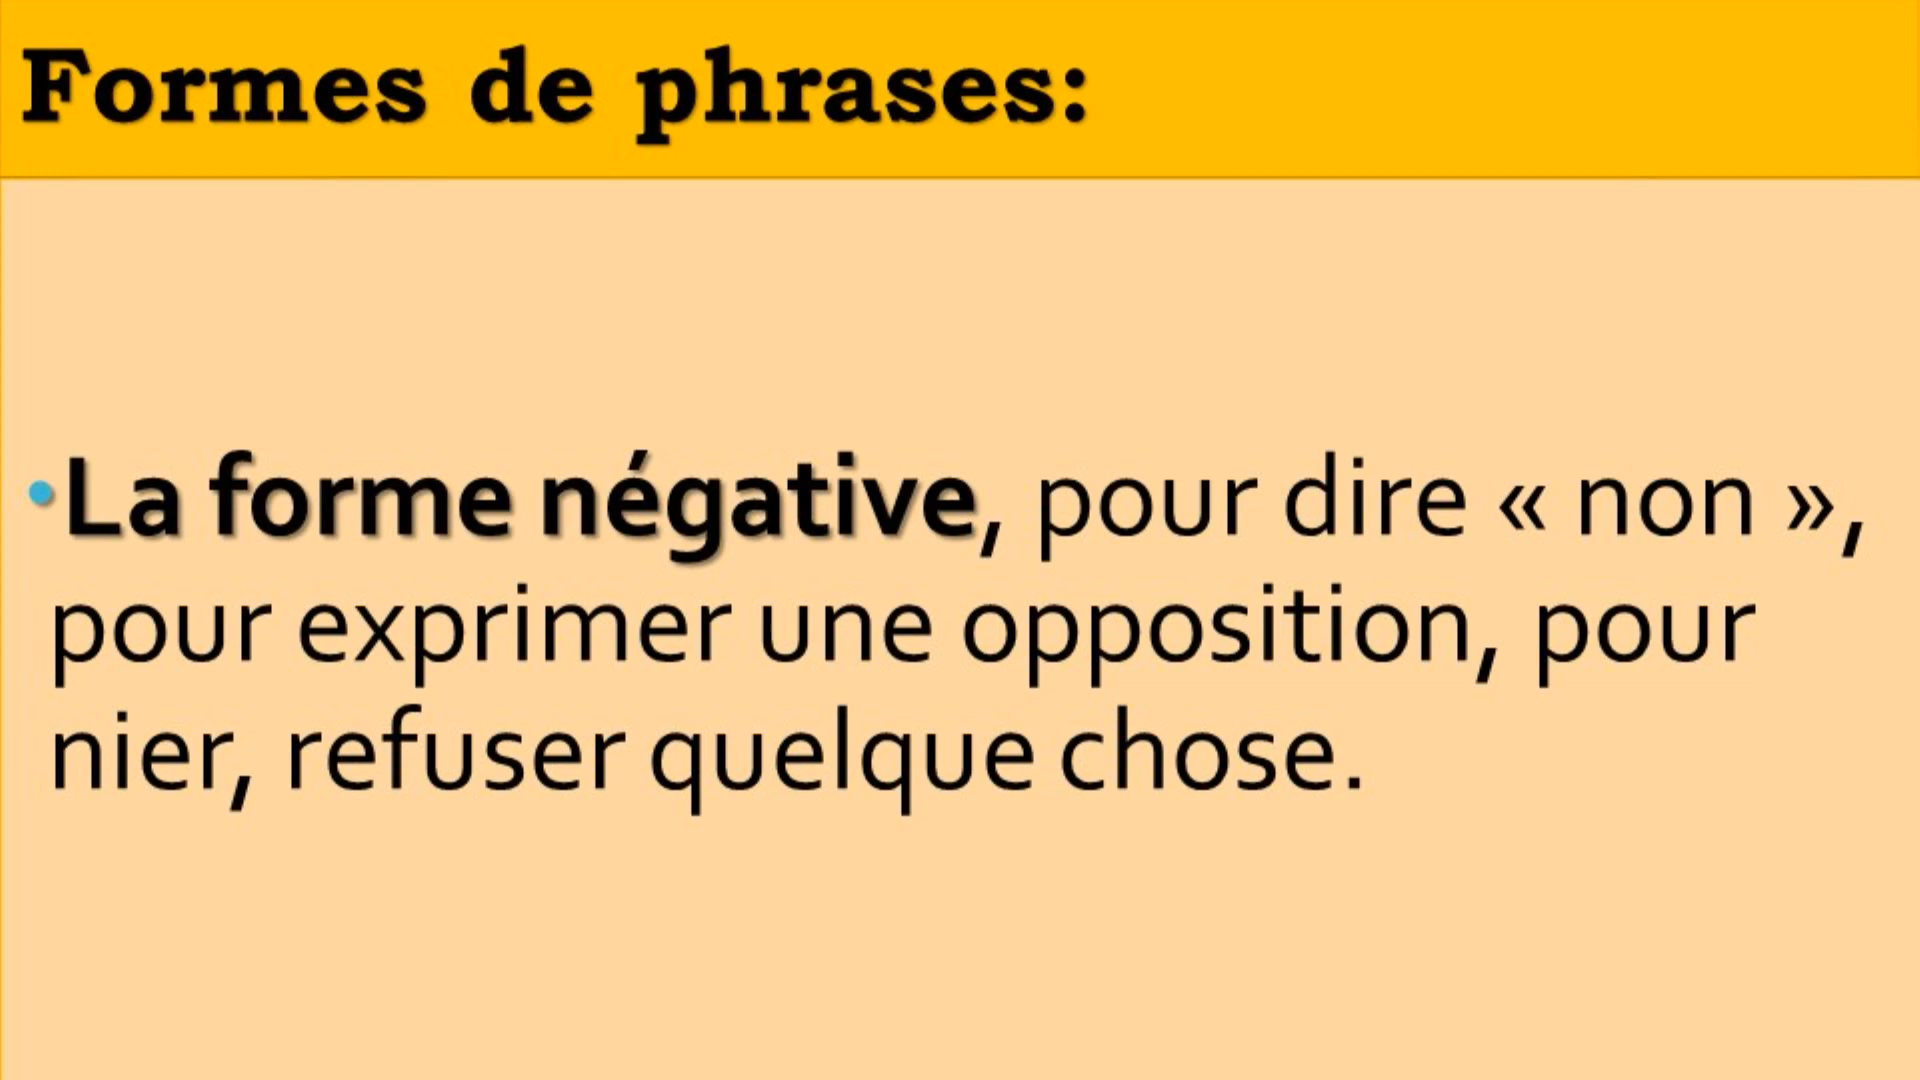 Formes de phrases:
•La forme négative, pour dire « non »,
pour exprimer une opposition, pour
nier, refuser quelque chose.